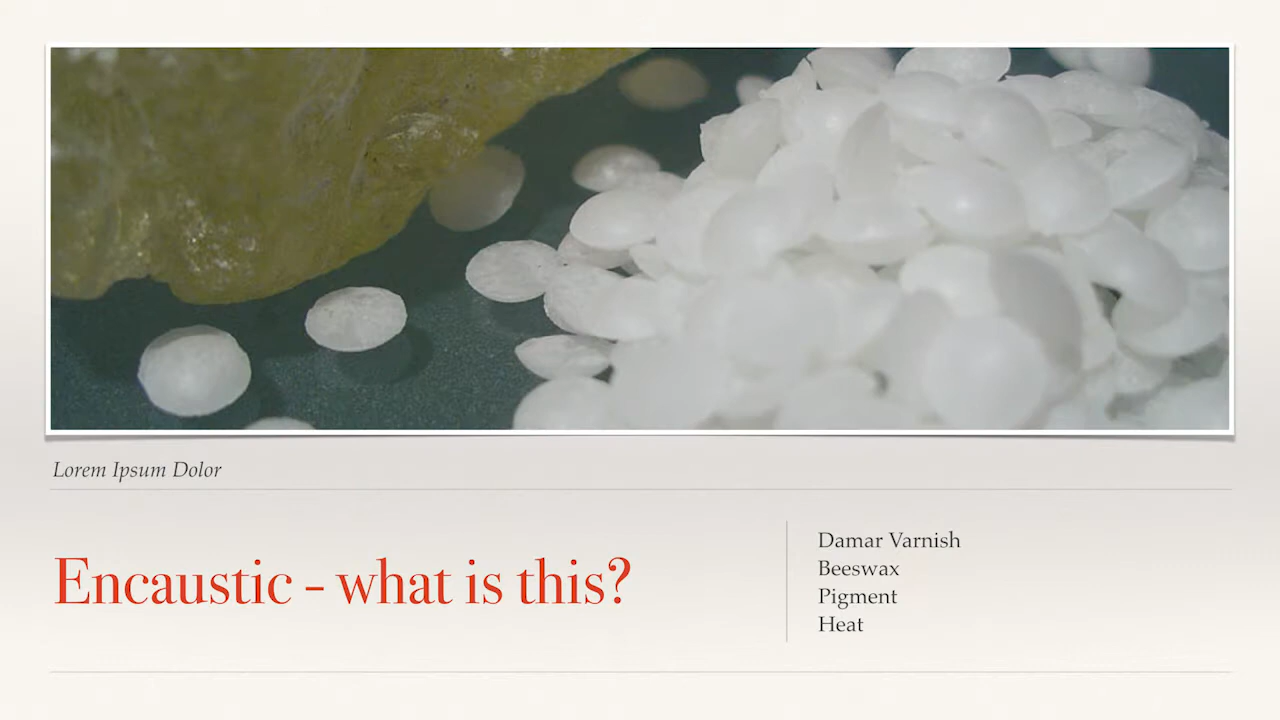 Lorem Ipsum Dolor
Encaustic - what is this?
Damar Varnish
Beeswax
Pigment
Heat